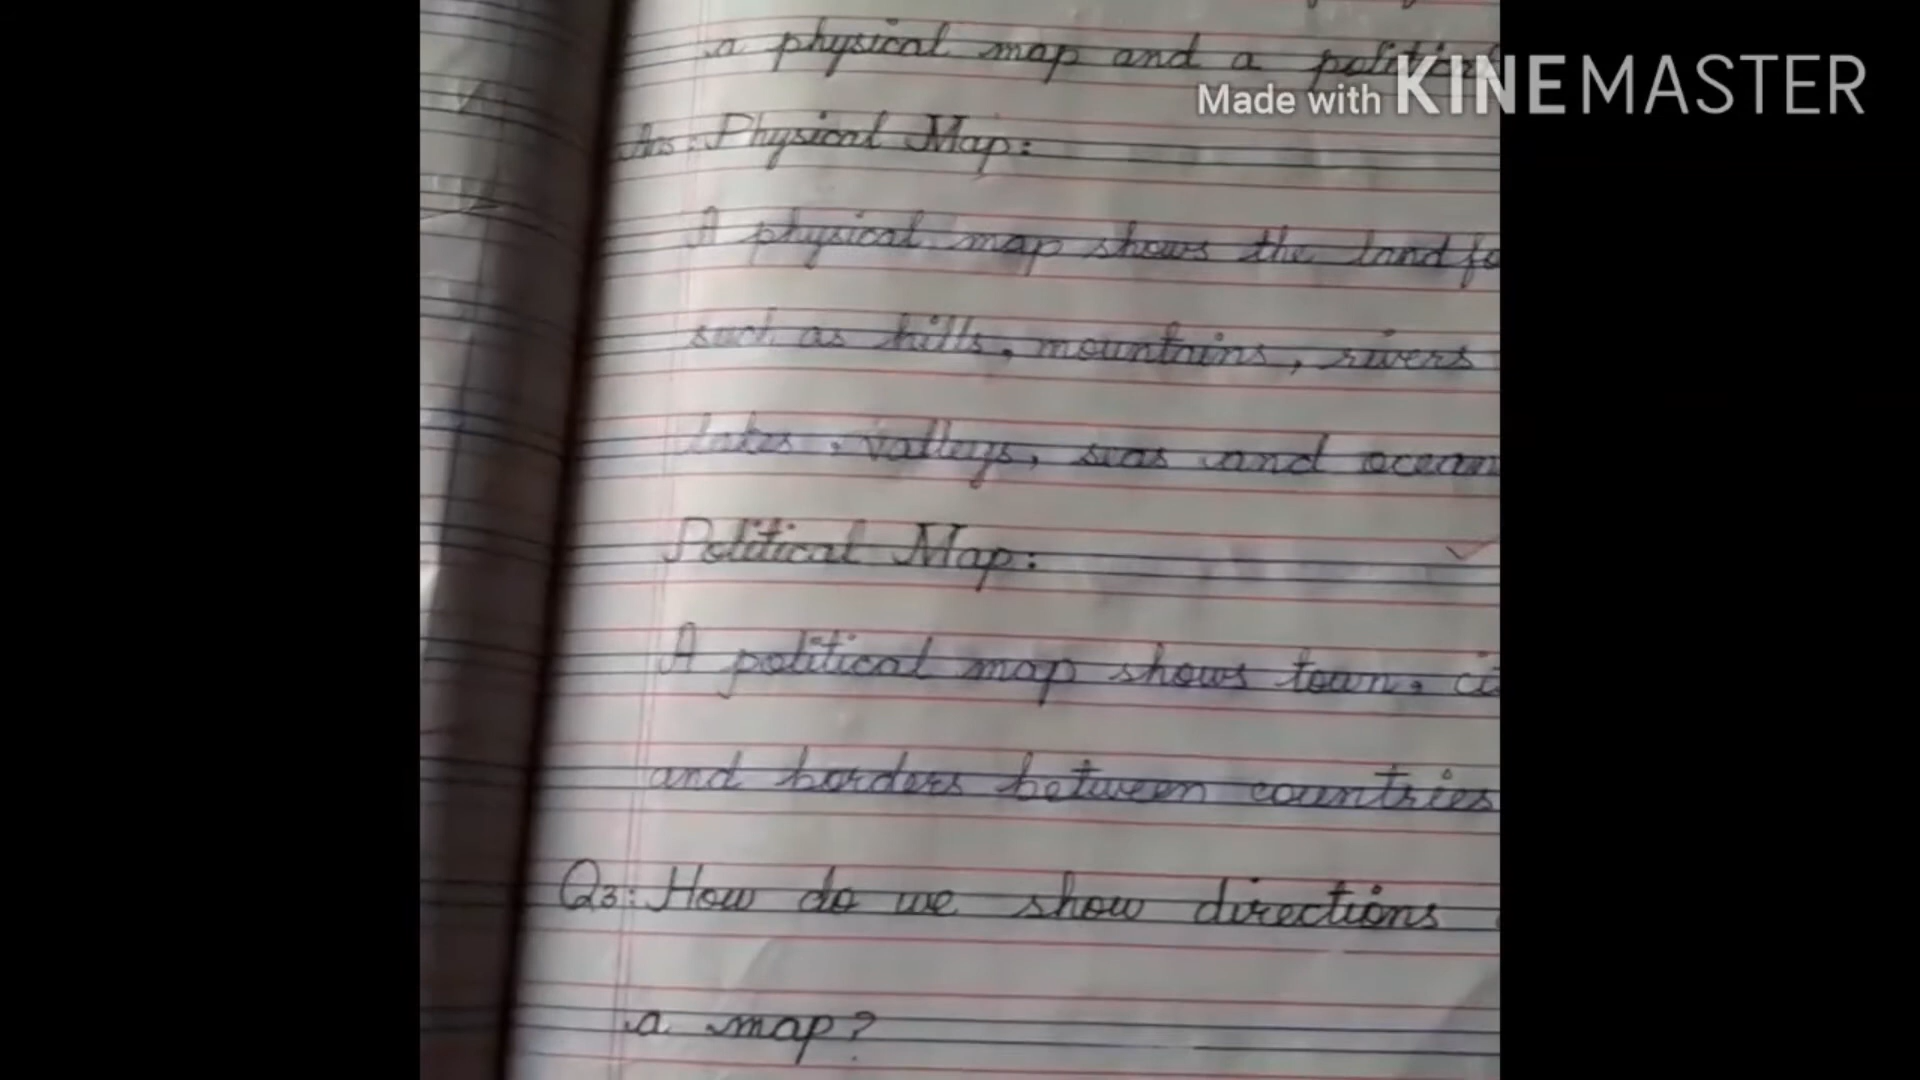 a physical map and a
Made with KINEMASTER
Ans: Physical Map:
A physical map shows the
such as hills, mountains, rivers
lakes, valleys, seas and
Political Map:
A political map shows town,
and borders between countries
Q3: How do we show directions
a map?